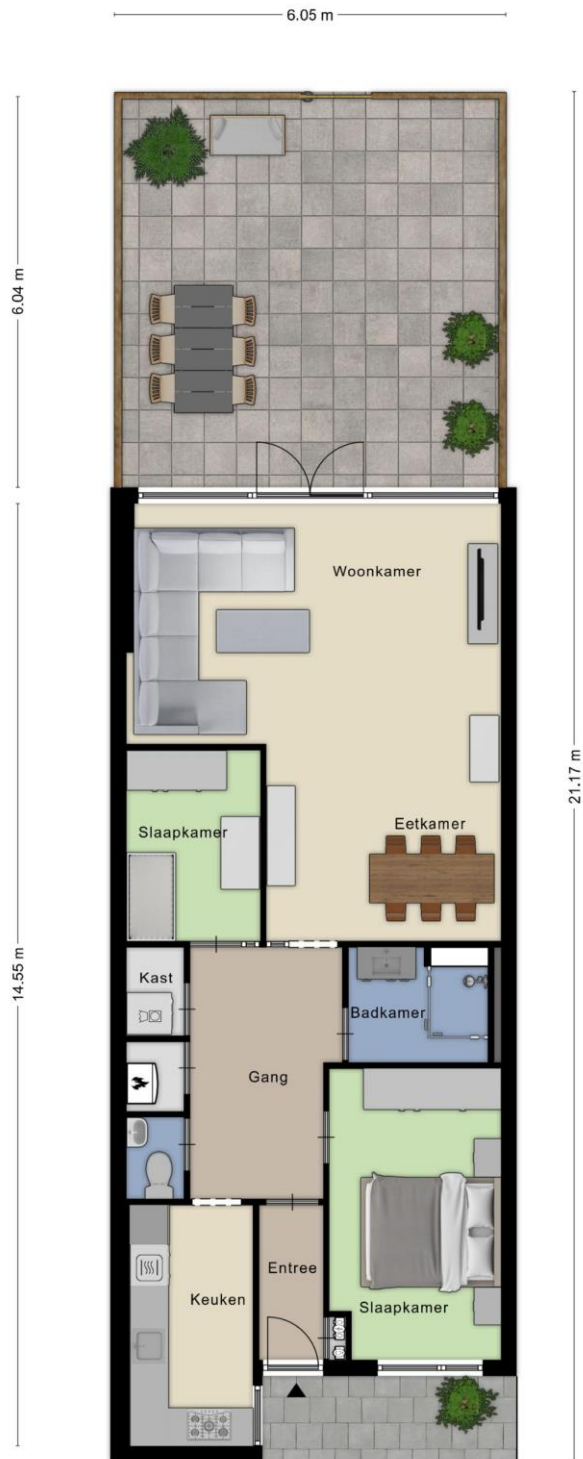 6.05 m
6.04 m
Woonkamer
21.17 m
Eetkamer
Slaapkamer
14.55 m
Kast
Badkamer
Gang
Entree
Keuken
Slaapkamer